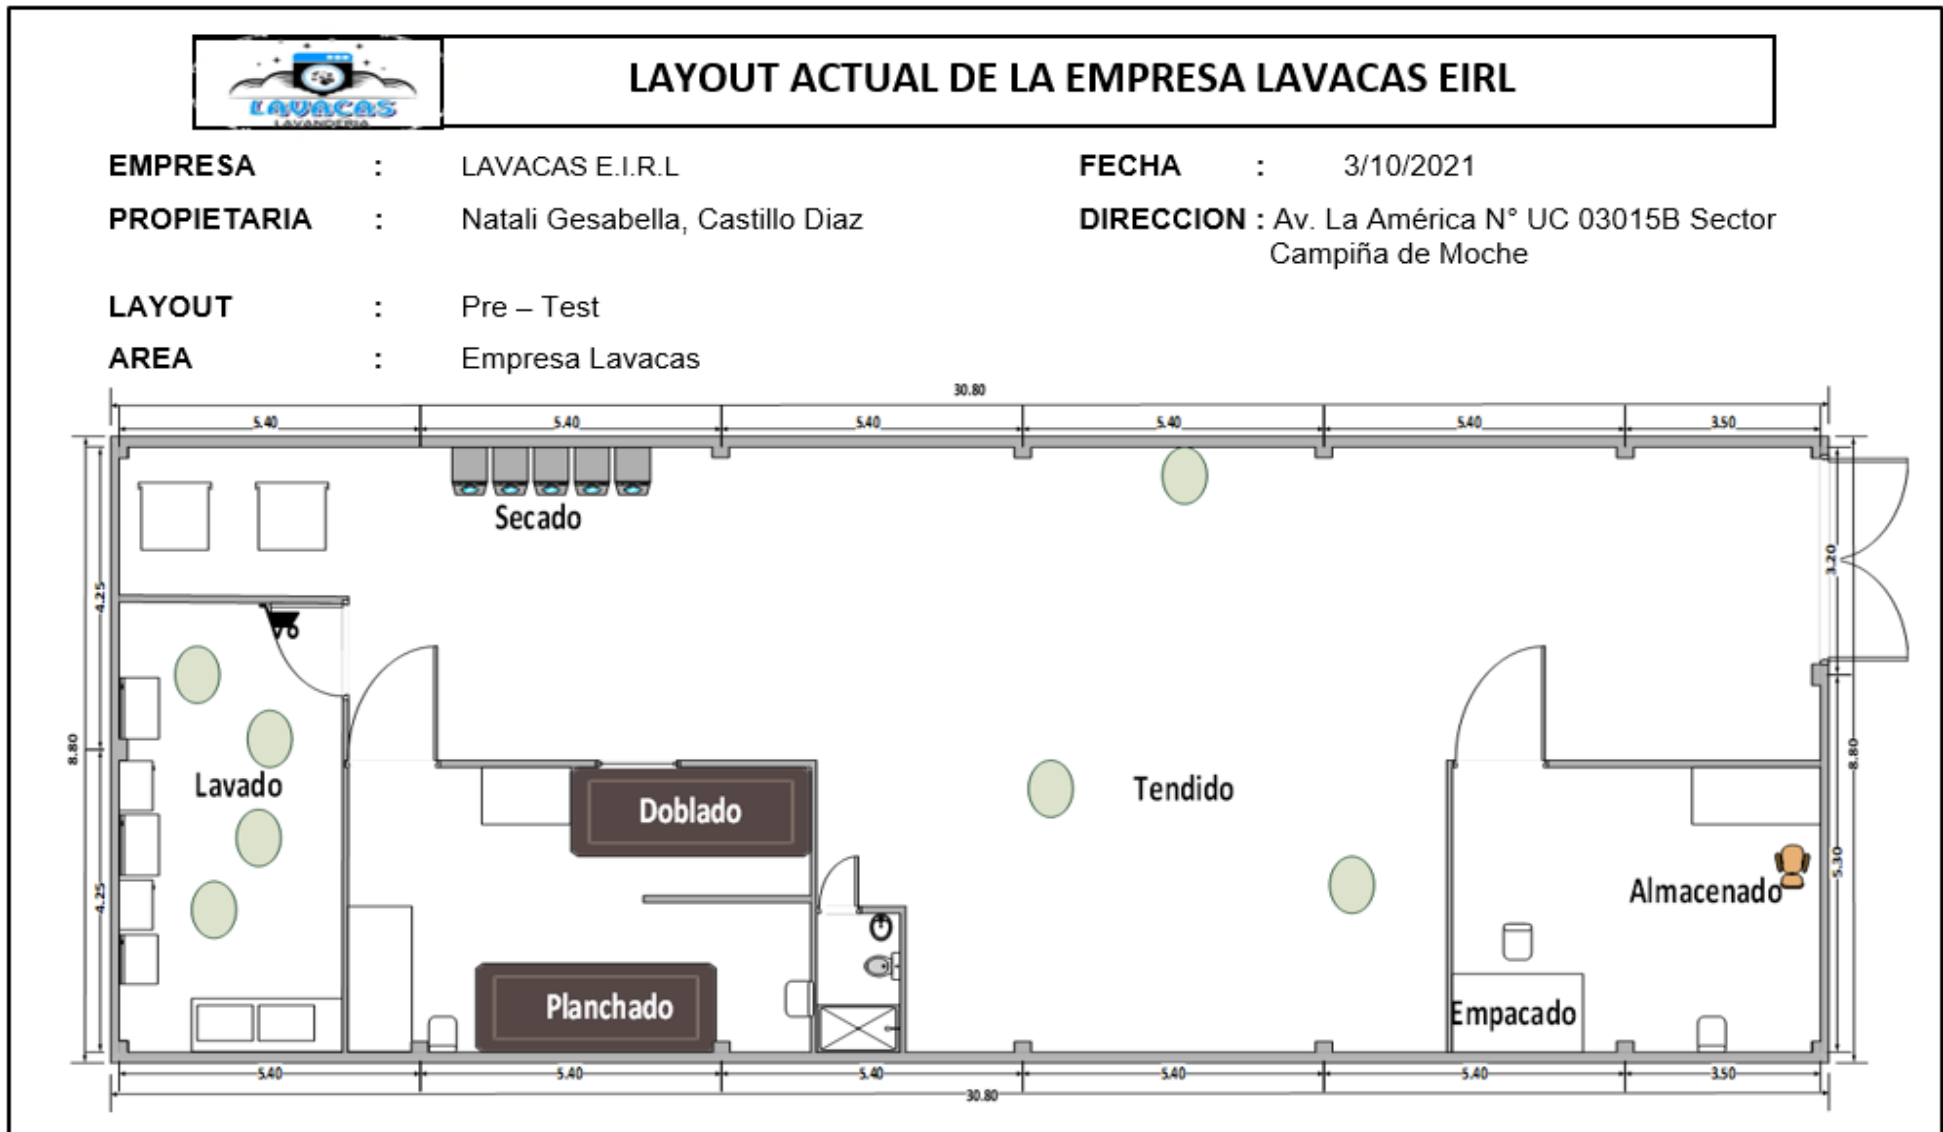 LAVACAS
LAVANDERIA
LAYOUT ACTUAL DE LA EMPRESA LAVACAS EIRL
EMPRESA : LAVACAS E.I.R.L
FECHA : 3/10/2021
PROPIETARIA : Natali Gesabella, Castillo Diaz
DIRECCION : Av. La América N° UC 03015B Sector
Campiña de Moche
LAYOUT : Pre – Test
AREA : Empresa Lavacas
30.80
5.40 5.40 5.40 5.40 5.40 3.50
Secado
4.25
3.20
8.80
8.80
Lavado
Doblado
Tendido
4.25
5.30
Almacenado
Planchado
Empacado
5.40 5.40 5.40 5.40 5.40 3.50
30.80